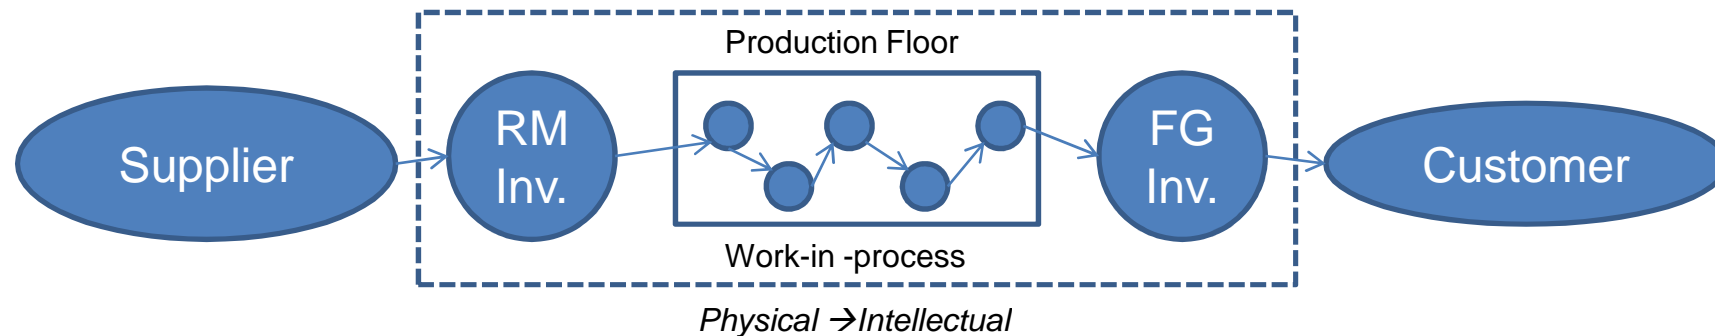 Production Floor
Supplier
RM
Inv.
FG
Inv.
Customer
Work-in -process
Physical →Intellectual